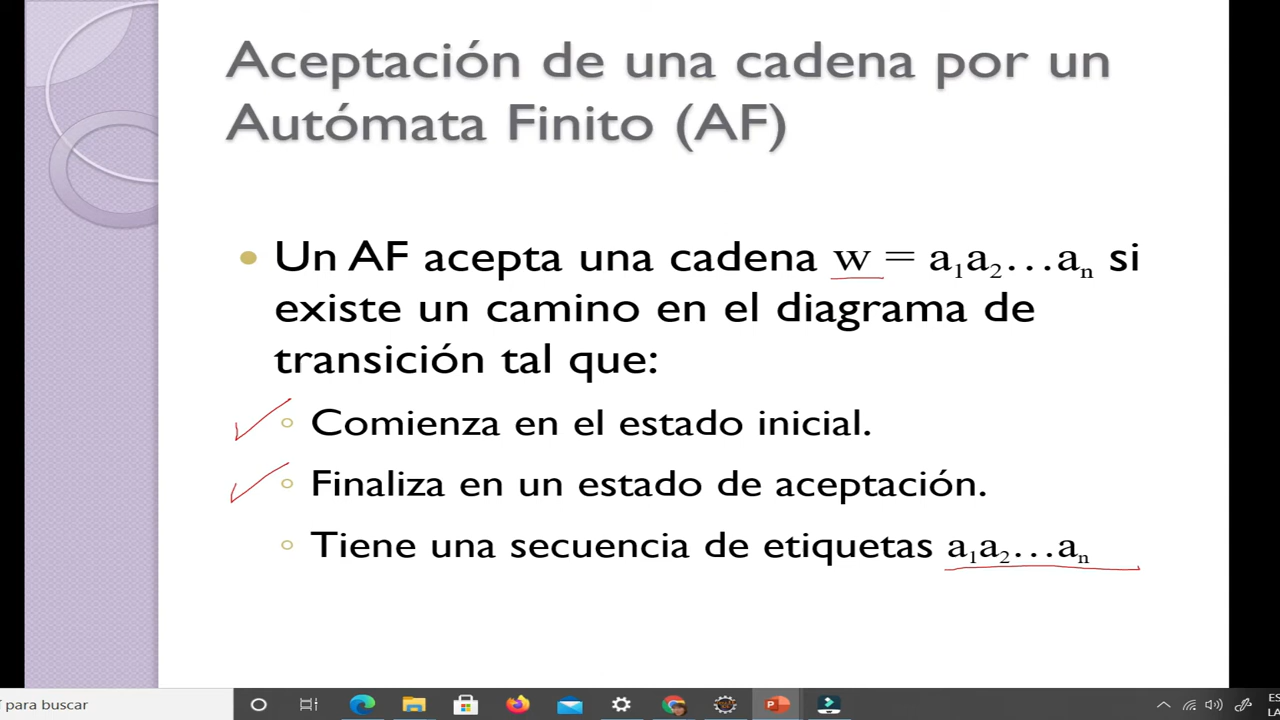 Aceptación de una cadena por un
Autómata Finito (AF)
Un AF acepta una cadena w = a₁a₂…aₙ si
existe un camino en el diagrama de
transición tal que:
Comienza en el estado inicial.
Finaliza en un estado de aceptación.
Tiene una secuencia de etiquetas a₁a₂…aₙ
para buscar
ES
LA